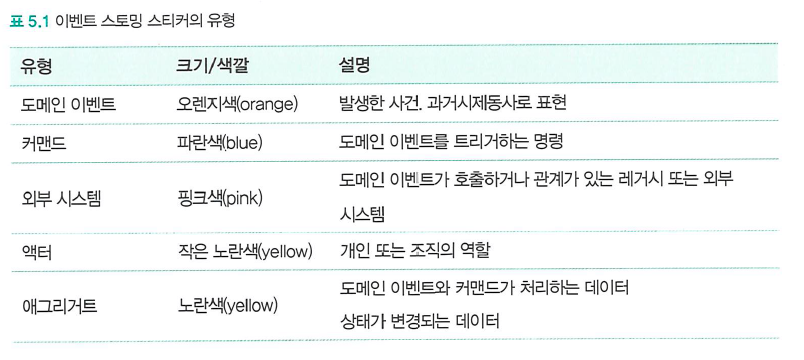 표 5.1 이벤트 스토밍 스티커의 유형
유형 크기/색깔 설명
도메인 이벤트 오렌지색(orange) 발생한 사건. 과거시제동사로 표현
커맨드 파란색(blue) 도메인 이벤트를 트리거하는 명령
외부 시스템 핑크색(pink) 도메인 이벤트가 호출하거나 관계가 있는 레거시 또는 외부
시스템
액터 작은 노란색(yellow) 개인 또는 조직의 역할
애그리거트 노란색(yellow) 도메인 이벤트와 커맨드가 처리하는 데이터
상태가 변경되는 데이터